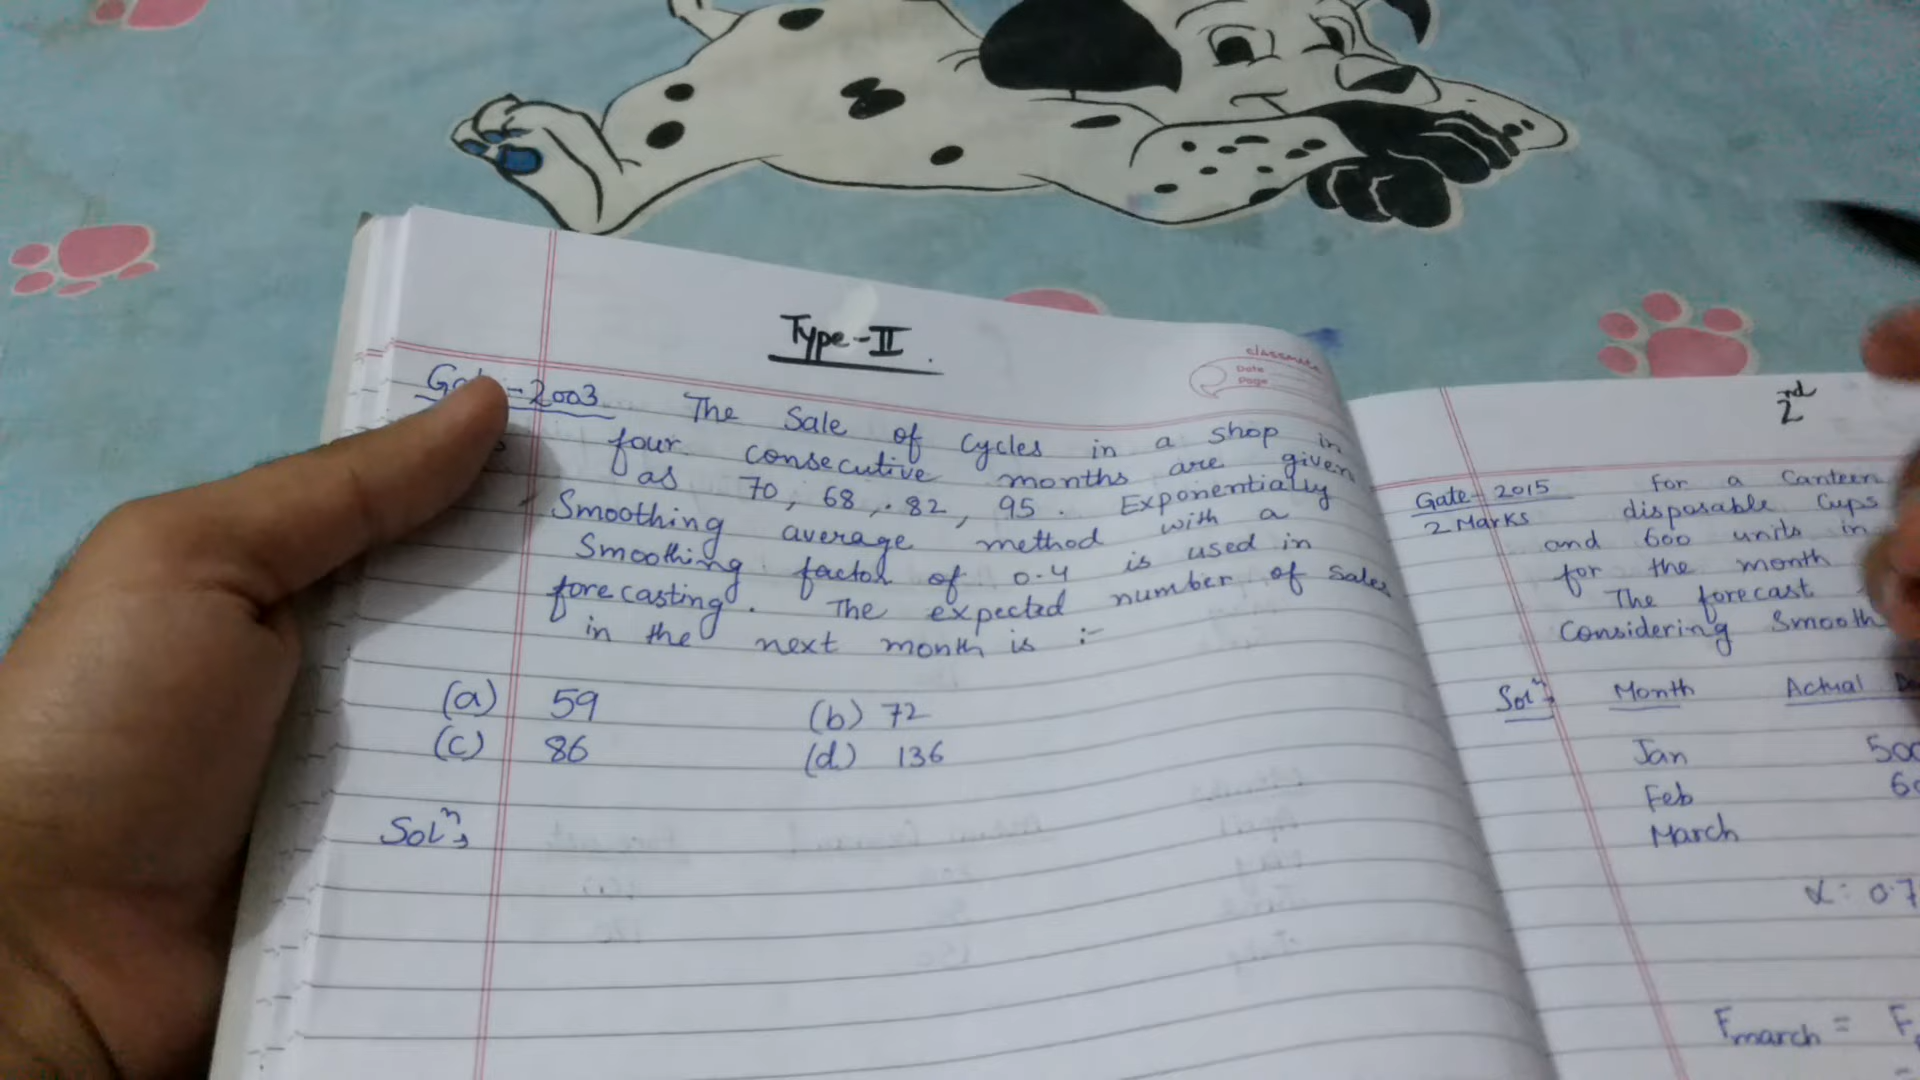 Type-II.
classmate
Date
Page
-2003 The Sale of Cycles in a shop in
four consecutive months are given
as 70, 68, 82, 95. Exponentially
Smoothing average method with a
Smoothing factor of 0.4 is used in
forecasting. The expected number of sales
in the next month is :-
(a) 59 (b) 72
(c) 86 (d) 136
Solⁿ→
2nd
Gate-2015 for a Canteen
2 Marks disposable Cups
and 600 units in
for the month
The forecast
Considering Smooth
Solⁿ→ Month Actual
Jan 500
Feb
March
α: 0.7
Fmarch = F